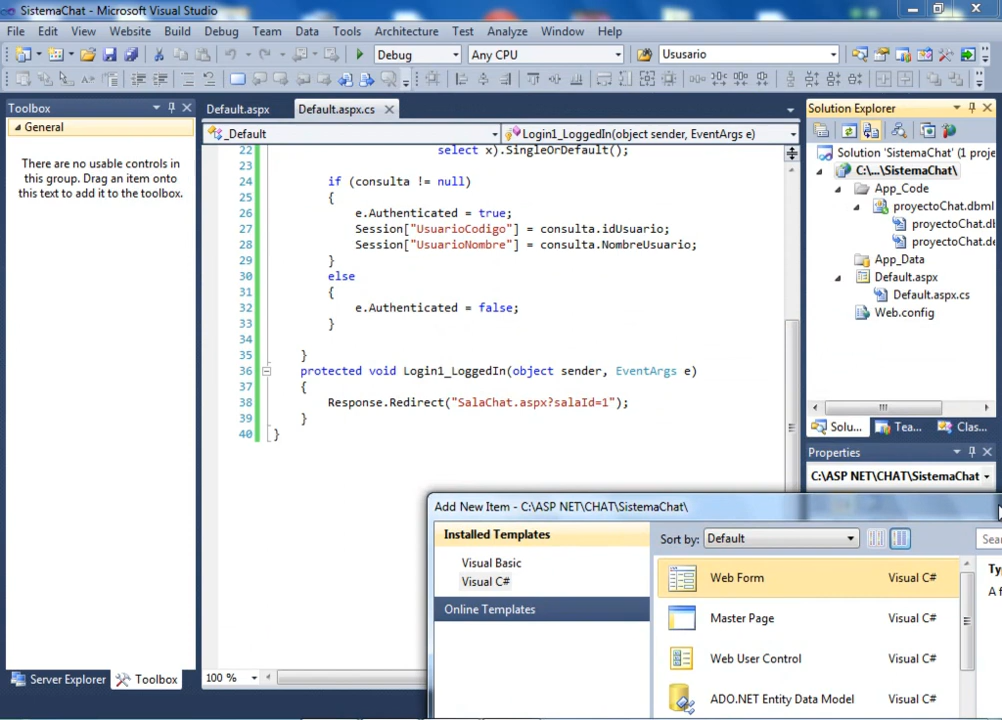 SistemaChat - Microsoft Visual Studio
File Edit View Website Build Debug Team Data Tools Architecture Test Analyze Window Help
Debug Any CPU Ususario
Toolbox
General
There are no usable controls in
this group. Drag an item onto
this text to add it to the toolbox.
Server Explorer Toolbox
Default.aspx Default.aspx.cs
_Default Login1_LoggedIn(object sender, EventArgs e)
22 select x).SingleOrDefault();
23
24 if (consulta != null)
25 {
26 e.Authenticated = true;
27 Session["UsuarioCodigo"] = consulta.idUsuario;
28 Session["UsuarioNombre"] = consulta.NombreUsuario;
29 }
30 else
31 {
32 e.Authenticated = false;
33 }
34
35 }
36 protected void Login1_LoggedIn(object sender, EventArgs e)
37 {
38 Response.Redirect("SalaChat.aspx?salaId=1");
39 }
40 }
100 %
Solution Explorer
Solution 'SistemaChat' (1 proje
C:\...\SistemaChat\
App_Code
proyectoChat.dbml
proyectoChat.db
proyectoChat.de
App_Data
Default.aspx
Default.aspx.cs
Web.config
Solu... Tea... Clas...
Properties
C:\ASP NET\CHAT\SistemaChat
Add New Item - C:\ASP NET\CHAT\SistemaChat\
Installed Templates
Visual Basic
Visual C#
Online Templates
Sort by: Default
Web Form Visual C#
Master Page Visual C#
Web User Control Visual C#
ADO.NET Entity Data Model Visual C#
Sear
Ty
A f